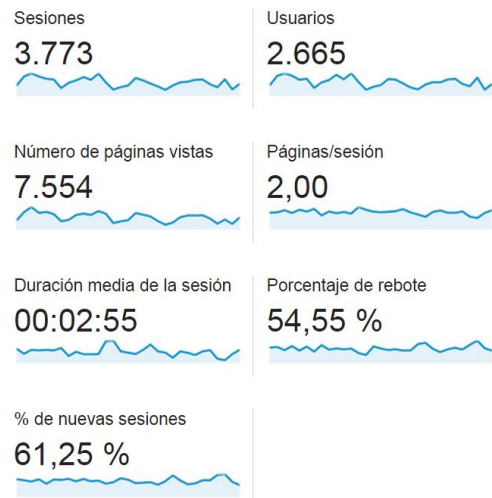 Sesiones
3.773
Usuarios
2.665
Número de páginas vistas
7.554
Páginas/sesión
2,00
Duración media de la sesión
00:02:55
Porcentaje de rebote
54,55 %
% de nuevas sesiones
61,25 %